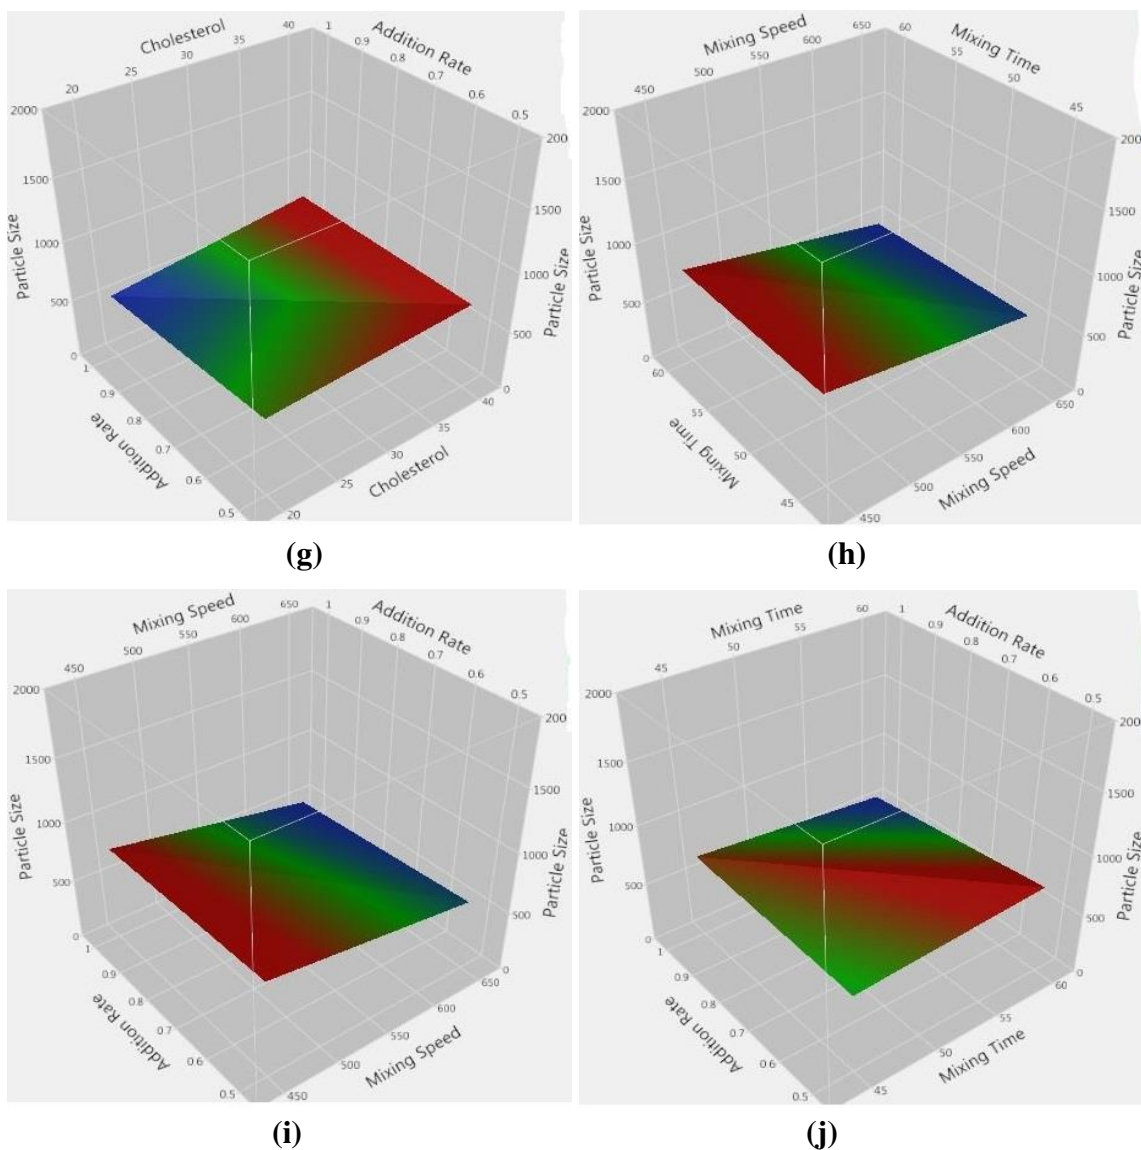 Cholesterol
Addition Rate
20 25 30 35 40
1 0.9 0.8 0.7 0.6 0.5
Particle Size
2000 1500 1000 500 0
200 1500 1000 500 0
Particle Size
1 0.9 0.8 0.7 0.6 0.5
Addition Rate
20 25 30 35 40
Cholesterol
(g)
Mixing Speed
Mixing Time
450 500 550 600 650
60 55 50 45
Particle Size
2000 1500 1000 500 0
200 1500 1000 500 0
Particle Size
60 55 50 45
Mixing Time
450 500 550 600 650
Mixing Speed
(h)
Mixing Speed
Addition Rate
450 500 550 600 650
1 0.9 0.8 0.7 0.6 0.5
Particle Size
2000 1500 1000 500 0
200 1500 1000 500 0
Particle Size
1 0.9 0.8 0.7 0.6 0.5
Addition Rate
450 500 550 600 650
Mixing Speed
(i)
Mixing Time
Addition Rate
45 50 55 60
1 0.9 0.8 0.7 0.6 0.5
Particle Size
2000 1500 1000 500 0
200 1500 1000 500 0
Particle Size
1 0.9 0.8 0.7 0.6 0.5
Addition Rate
45 50 55 60
Mixing Time
(j)